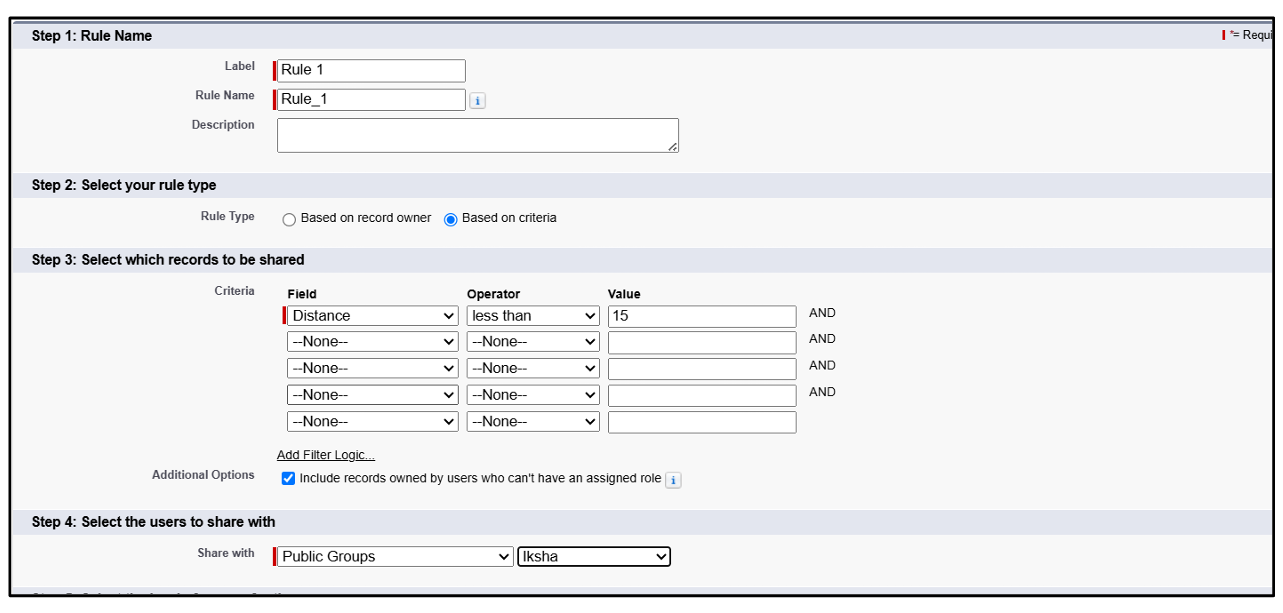 Step 1: Rule Name
*= Requi
Label Rule 1
Rule Name Rule_1
Description
Step 2: Select your rule type
Rule Type Based on record owner Based on criteria
Step 3: Select which records to be shared
Criteria Field Operator Value
Distance less than 15 AND
--None-- --None-- AND
--None-- --None-- AND
--None-- --None-- AND
--None-- --None--
Add Filter Logic...
Additional Options Include records owned by users who can't have an assigned role
Step 4: Select the users to share with
Share with Public Groups Iksha